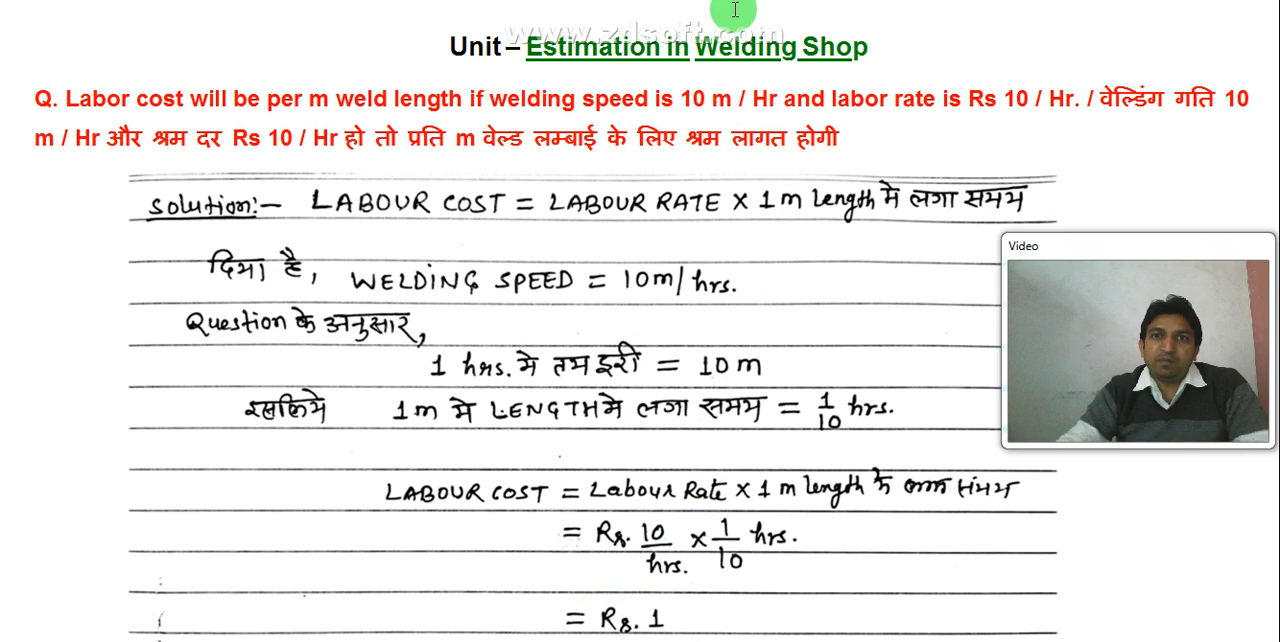 www.zdsoft.com
Unit – Estimation in Welding Shop
Q. Labor cost will be per m weld length if welding speed is 10 m / Hr and labor rate is Rs 10 / Hr. / वेल्डिंग गति 10
m / Hr और श्रम दर Rs 10 / Hr हो तो प्रति m वेल्ड लम्बाई के लिए श्रम लागत होगी
Solution:- LABOUR COST = LABOUR RATE X 1 m length मे लगा समय
Video
दिया है, WELDING SPEED = 10m/hrs.
Question के अनुसार,
1 hrs. मे तय दूरी = 10 m
इसलिये 1m मे LENGTH मे लगा समय = 1/10 hrs.
LABOUR COST = Labour Rate X 1 m length के समय
= Rs. 10/hrs. X 1/10 hrs.
= Rs. 1